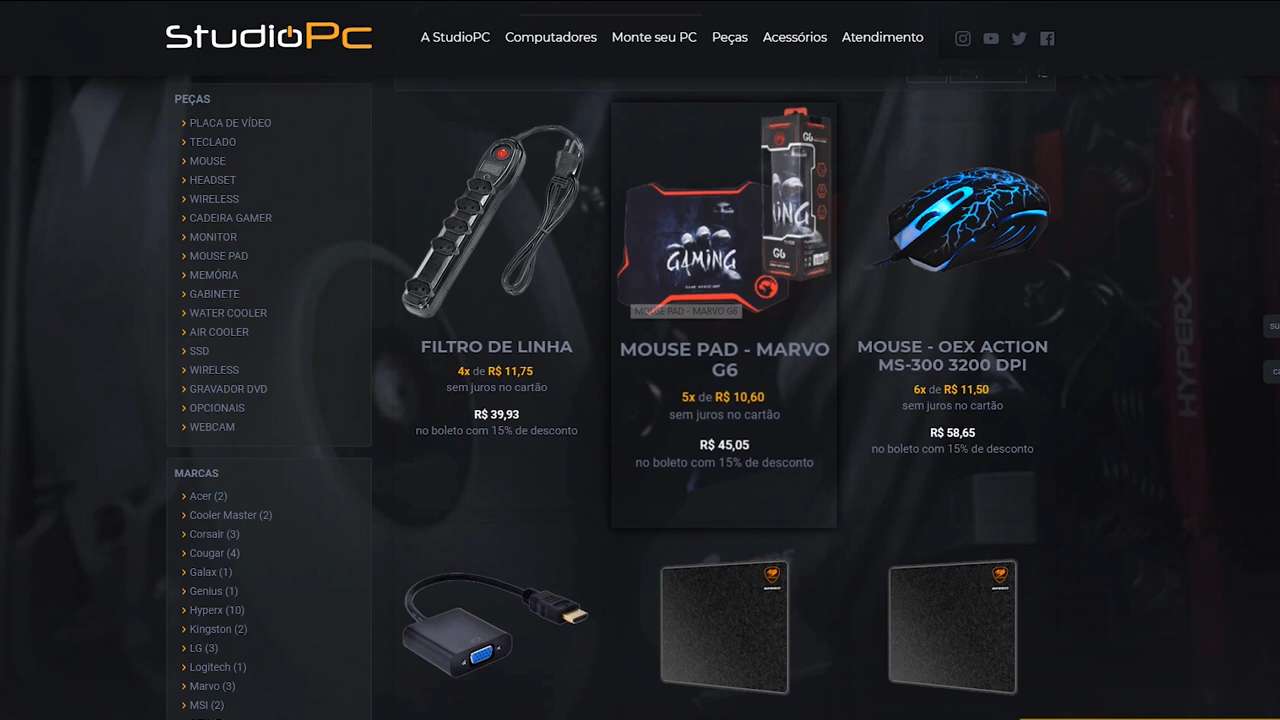 StudioPc
A StudioPC
Computadores
Monte seu PC
Peças
Acessórios
Atendimento
PEÇAS
PLACA DE VÍDEO
TECLADO
MOUSE
HEADSET
WIRELESS
CADEIRA GAMER
MONITOR
MOUSE PAD
MEMÓRIA
GABINETE
WATER COOLER
AIR COOLER
SSD
WIRELESS
GRAVADOR DVD
OPCIONAIS
WEBCAM
MARCAS
Acer (2)
Cooler Master (2)
Corsair (3)
Cougar (4)
Galax (1)
Genius (1)
Hyperx (10)
Kingston (2)
LG (3)
Logitech (1)
Marvo (3)
MSI (2)
FILTRO DE LINHA
4x de R$ 11,75
sem juros no cartão
R$ 39,93
no boleto com 15% de desconto
G6
GAMING
G6
MOUSE PAD - MARVO G6
MOUSE PAD - MARVO
G6
5x de R$ 10,60
sem juros no cartão
R$ 45,05
no boleto com 15% de desconto
MOUSE - OEX ACTION
MS-300 3200 DPI
6x de R$ 11,50
sem juros no cartão
R$ 58,65
no boleto com 15% de desconto
SPEED
SPEED
HYPERX